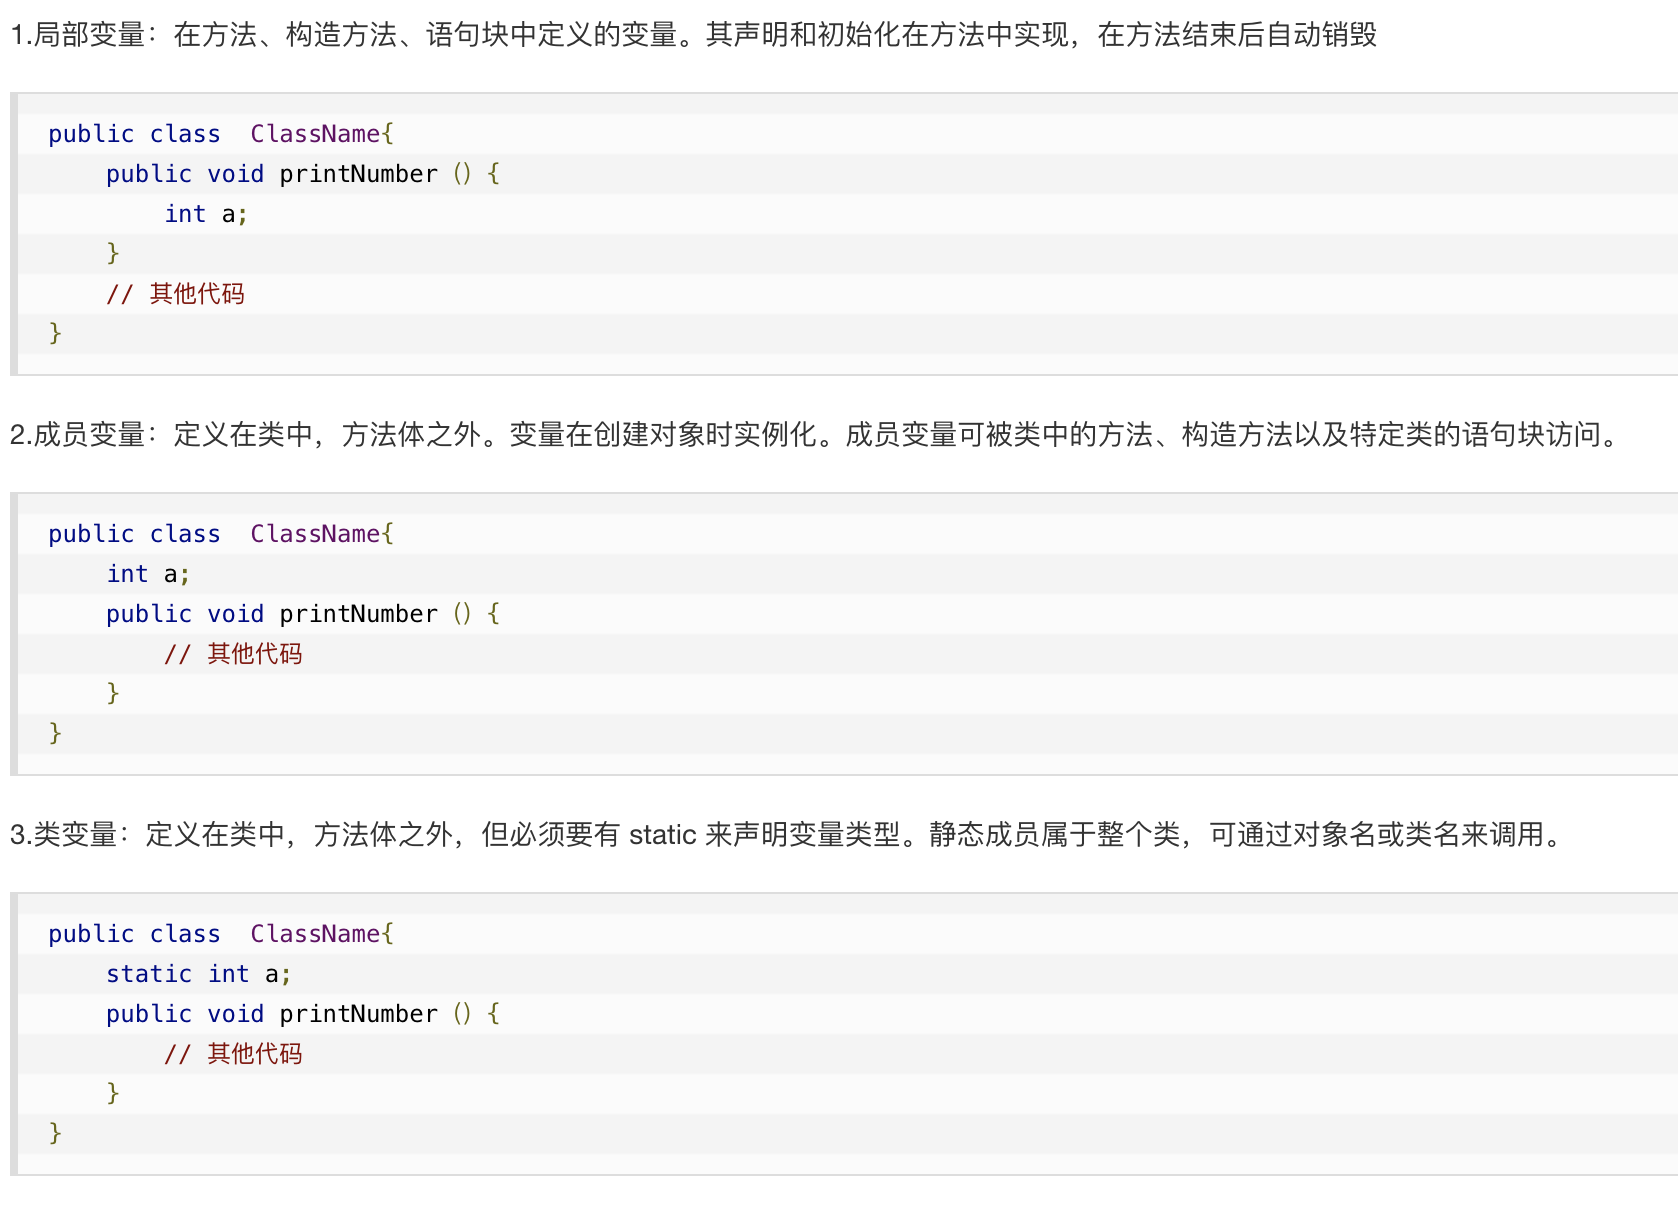 1.局部变量：在方法、构造方法、语句块中定义的变量。其声明和初始化在方法中实现，在方法结束后自动销毁
public class  ClassName{
    public void printNumber () {
        int a;
    }
    // 其他代码
}
2.成员变量：定义在类中，方法体之外。变量在创建对象时实例化。成员变量可被类中的方法、构造方法以及特定类的语句块访问。
public class  ClassName{
    int a;
    public void printNumber () {
        // 其他代码
    }
}
3.类变量：定义在类中，方法体之外，但必须要有 static 来声明变量类型。静态成员属于整个类，可通过对象名或类名来调用。
public class  ClassName{
    static int a;
    public void printNumber () {
        // 其他代码
    }
}